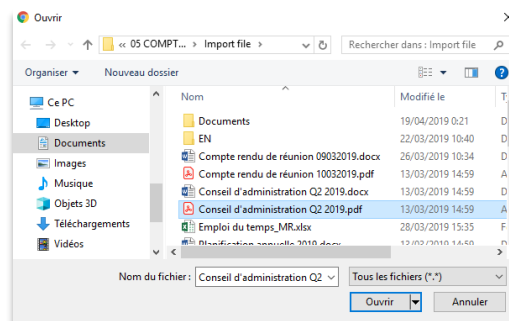 Ouvrir
« 05 COMPT... > Import file >
Rechercher dans : Import file
Organiser
Nouveau dossier
Nom
Modifié le
Ce PC
Desktop
Documents
Images
Musique
Objets 3D
Téléchargements
Vidéos
Documents 19/04/2019 0:21 D
EN 22/03/2019 10:40 D
Compte rendu de réunion 09032019.docx 26/03/2019 10:34 D
Compte rendu de réunion 10032019.pdf 13/03/2019 14:59 A
Conseil d'administration Q2 2019.docx 13/03/2019 14:59 D
Conseil d'administration Q2 2019.pdf 13/03/2019 14:59 A
Emploi du temps_MR.xlsx 28/03/2019 15:35 F
Planification annuelle 2019.docx 13/03/2019 14:59 D
Nom du fichier : Conseil d'administration Q2
Tous les fichiers (*.*)
Ouvrir
Annuler